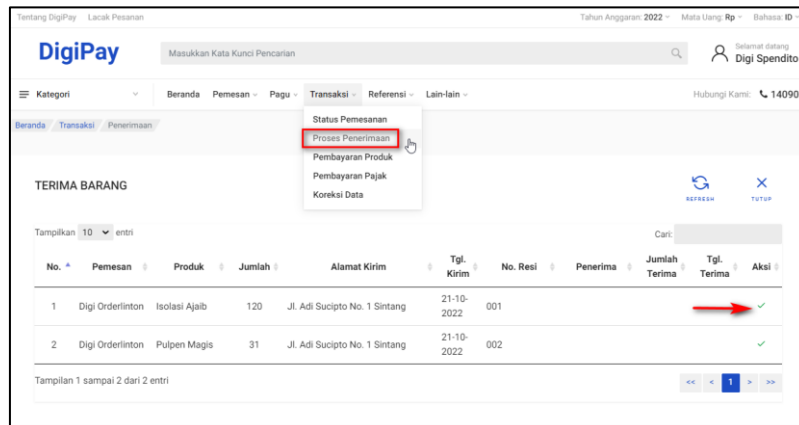 Tentang DigiPay Lacak Pesanan Tahun Anggaran: 2022 Mata Uang: Rp Bahasa: ID
DigiPay Masukkan Kata Kunci Pencarian Selamat datang
Digi Spendito
Kategori Beranda Pemesan Pagu Transaksi Referensi Lain-lain Hubungi Kami: 14090
Status Pemesanan
Beranda / Transaksi / Penerimaan
Proses Penerimaan
Pembayaran Produk
Pembayaran Pajak
Koreksi Data
TERIMA BARANG
REFRESH TUTUP
Tampilkan 10 entri Cari:
No. Pemesan Produk Jumlah Alamat Kirim Tgl. Kirim No. Resi Penerima Jumlah Terima Tgl. Terima Aksi
1 Digi Orderlinton Isolasi Ajaib 120 Jl. Adi Sucipto No. 1 Sintang 21-10-2022 001
2 Digi Orderlinton Pulpen Magis 31 Jl. Adi Sucipto No. 1 Sintang 21-10-2022 002
Tampilan 1 sampai 2 dari 2 entri << < 1 > >>